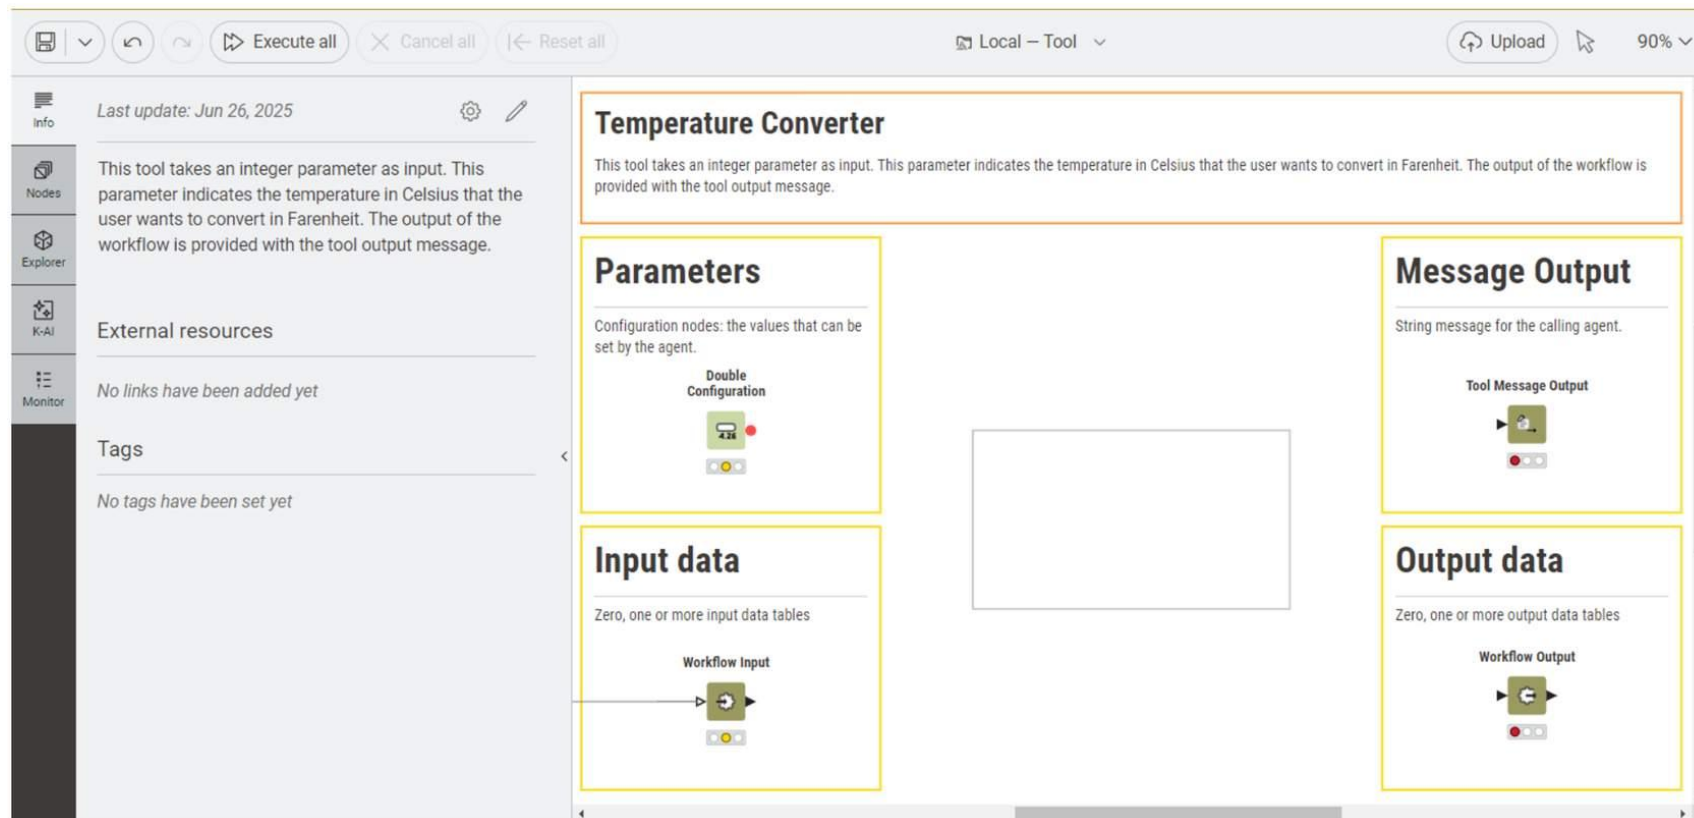 Execute all
Cancel all
Reset all
Local – Tool
Upload
90%
Info
Nodes
Explorer
K-AI
Monitor
Last update: Jun 26, 2025
This tool takes an integer parameter as input. This
parameter indicates the temperature in Celsius that the
user wants to convert in Farenheit. The output of the
workflow is provided with the tool output message.
External resources
No links have been added yet
Tags
No tags have been set yet
Temperature Converter
This tool takes an integer parameter as input. This parameter indicates the temperature in Celsius that the user wants to convert in Farenheit. The output of the workflow is
provided with the tool output message.
Parameters
Configuration nodes: the values that can be
set by the agent.
Double
Configuration
4.26
Message Output
String message for the calling agent.
Tool Message Output
Input data
Zero, one or more input data tables
Workflow Input
Output data
Zero, one or more output data tables
Workflow Output